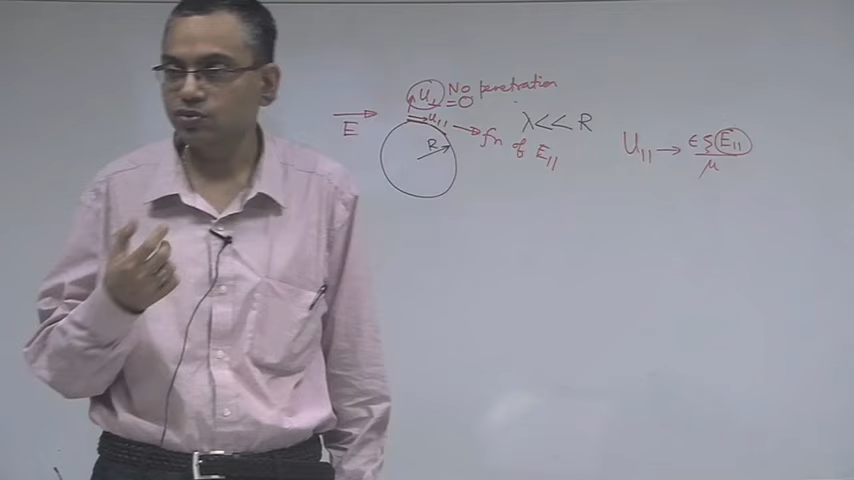 U⊥ No penetration
= 0
E
U||
λ << R
R
fn of E||
U|| → εζE||
μ